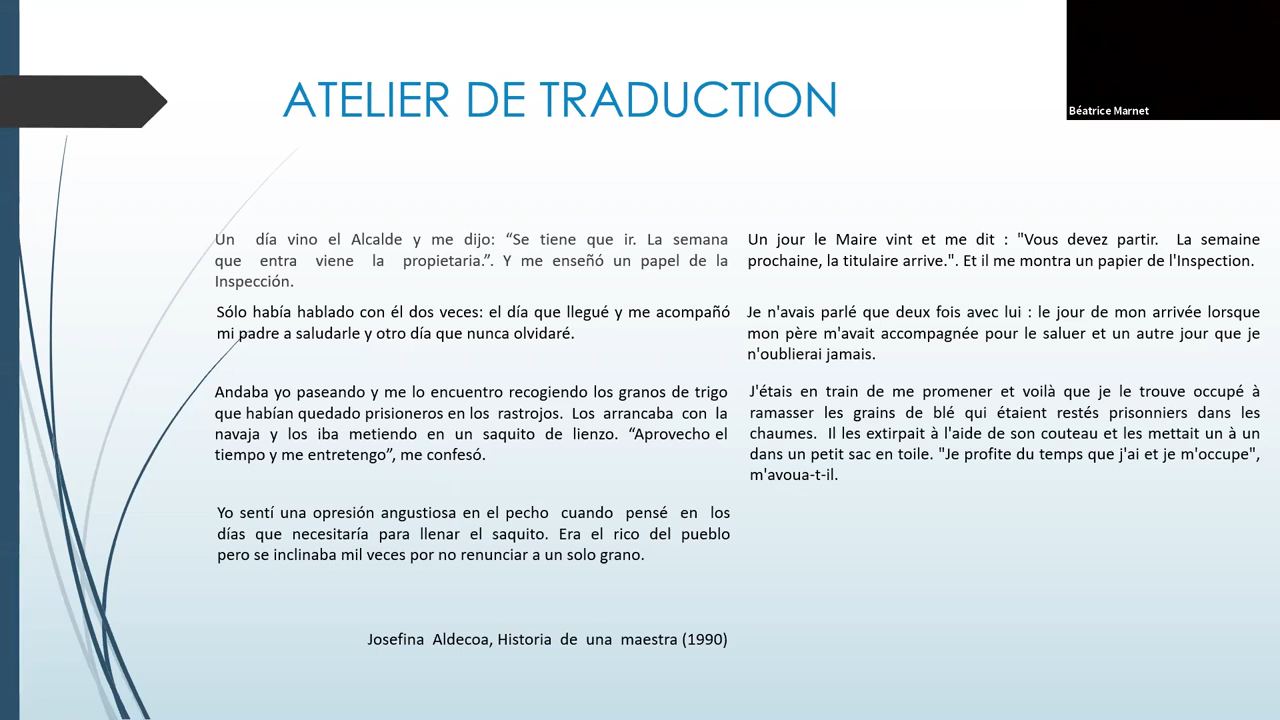 ATELIER DE TRADUCTION
Béatrice Marnet
Un día vino el Alcalde y me dijo: “Se tiene que ir. La semana
que entra viene la propietaria.”. Y me enseñó un papel de la
Inspección.
Sólo había hablado con él dos veces: el día que llegué y me acompañó
mi padre a saludarle y otro día que nunca olvidaré.
Andaba yo paseando y me lo encuentro recogiendo los granos de trigo
que habían quedado prisioneros en los rastrojos. Los arrancaba con la
navaja y los iba metiendo en un saquito de lienzo. “Aprovecho el
tiempo y me entretengo”, me confesó.
Yo sentí una opresión angustiosa en el pecho cuando pensé en los
días que necesitaría para llenar el saquito. Era el rico del pueblo
pero se inclinaba mil veces por no renunciar a un solo grano.
Josefina Aldecoa, Historia de una maestra (1990)
Un jour le Maire vint et me dit : "Vous devez partir. La semaine
prochaine, la titulaire arrive.". Et il me montra un papier de l'Inspection.
Je n'avais parlé que deux fois avec lui : le jour de mon arrivée lorsque
mon père m'avait accompagnée pour le saluer et un autre jour que je
n'oublierai jamais.
J'étais en train de me promener et voilà que je le trouve occupé à
ramasser les grains de blé qui étaient restés prisonniers dans les
chaumes. Il les extirpait à l'aide de son couteau et les mettait un à un
dans un petit sac en toile. "Je profite du temps que j'ai et je m'occupe",
m'avoua-t-il.